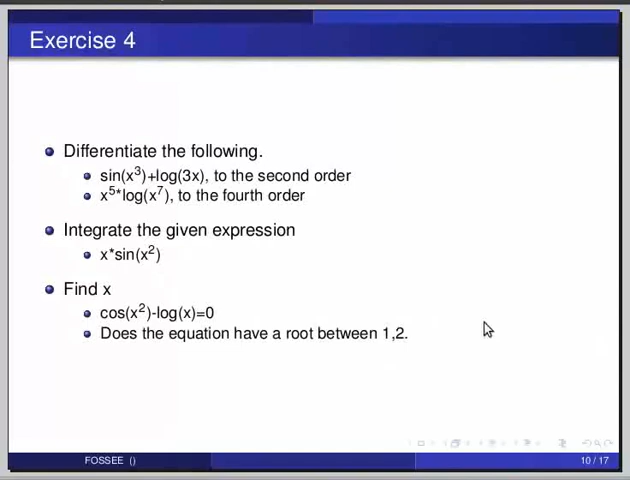 Exercise 4
Differentiate the following.
sin(x³)+log(3x), to the second order
x⁵*log(x⁷), to the fourth order
Integrate the given expression
x*sin(x²)
Find x
cos(x²)-log(x)=0
Does the equation have a root between 1,2.
FOSSEE ()
10 / 17